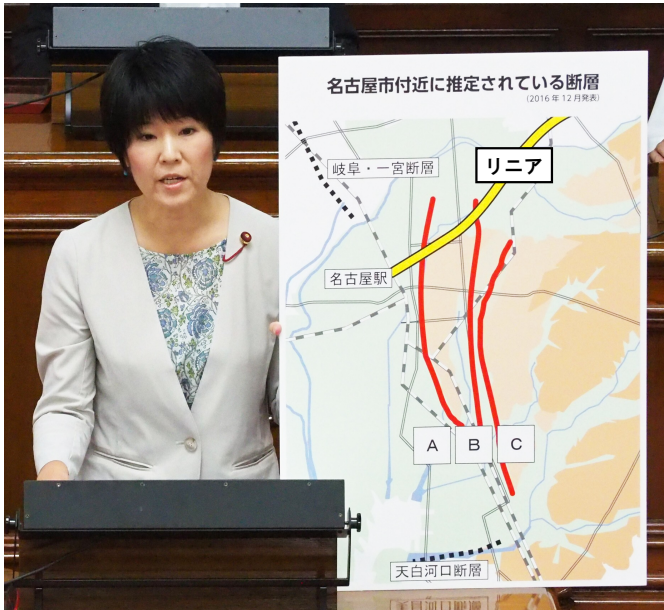 名古屋市付近に推定されている断層
(2016年12月発表)
岐阜・一宮断層
リニア
名古屋駅
A
B
C
天白河口断層